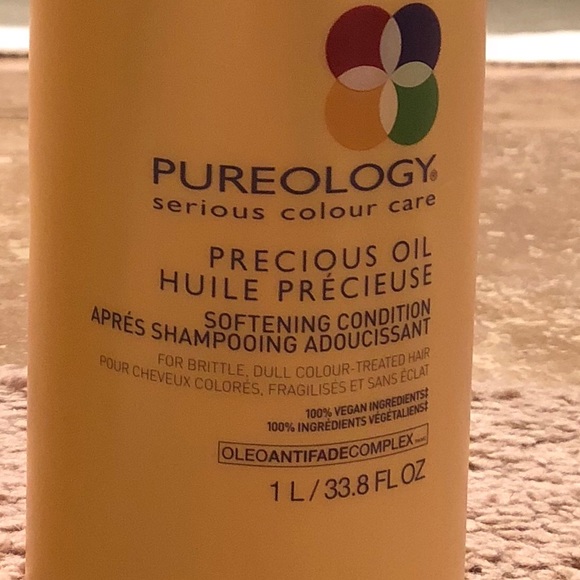 PUREOLOGY®
serious colour care
PRECIOUS OIL
HUILE PRÉCIEUSE
SOFTENING CONDITION
APRÉS SHAMPOOING ADOUCISSANT
FOR BRITTLE, DULL COLOUR-TREATED HAIR
POUR CHEVEUX COLORÉS, FRAGILISÉS ET SANS ÉCLAT
100% VEGAN INGREDIENTS‡
100% INGRÉDIENTS VÉGÉTALIENS‡
OLEOANTIFADECOMPLEX
1 L / 33.8 FL OZ